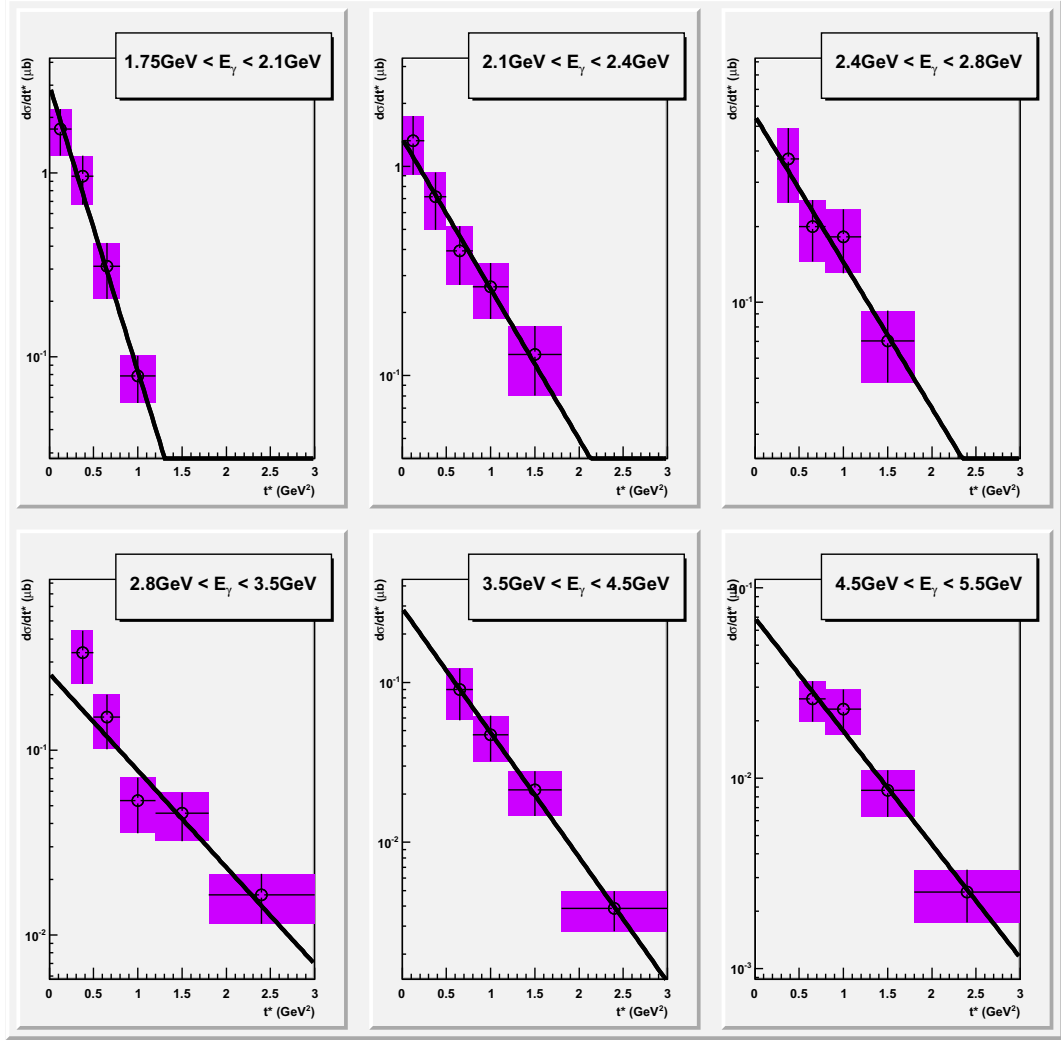 1.75GeV < Eγ < 2.1GeV
dσ/dt* (μb)
1
10-1
0 0.5 1 1.5 2 2.5 3
t* (GeV2)
2.1GeV < Eγ < 2.4GeV
dσ/dt* (μb)
1
10-1
0 0.5 1 1.5 2 2.5 3
t* (GeV2)
2.4GeV < Eγ < 2.8GeV
dσ/dt* (μb)
10-1
0 0.5 1 1.5 2 2.5 3
t* (GeV2)
2.8GeV < Eγ < 3.5GeV
dσ/dt* (μb)
10-1
10-2
0 0.5 1 1.5 2 2.5 3
t* (GeV2)
3.5GeV < Eγ < 4.5GeV
dσ/dt* (μb)
10-1
10-2
0 0.5 1 1.5 2 2.5 3
t* (GeV2)
4.5GeV < Eγ < 5.5GeV
dσ/dt* (μb)
10-1
10-2
10-3
0 0.5 1 1.5 2 2.5 3
t* (GeV2)